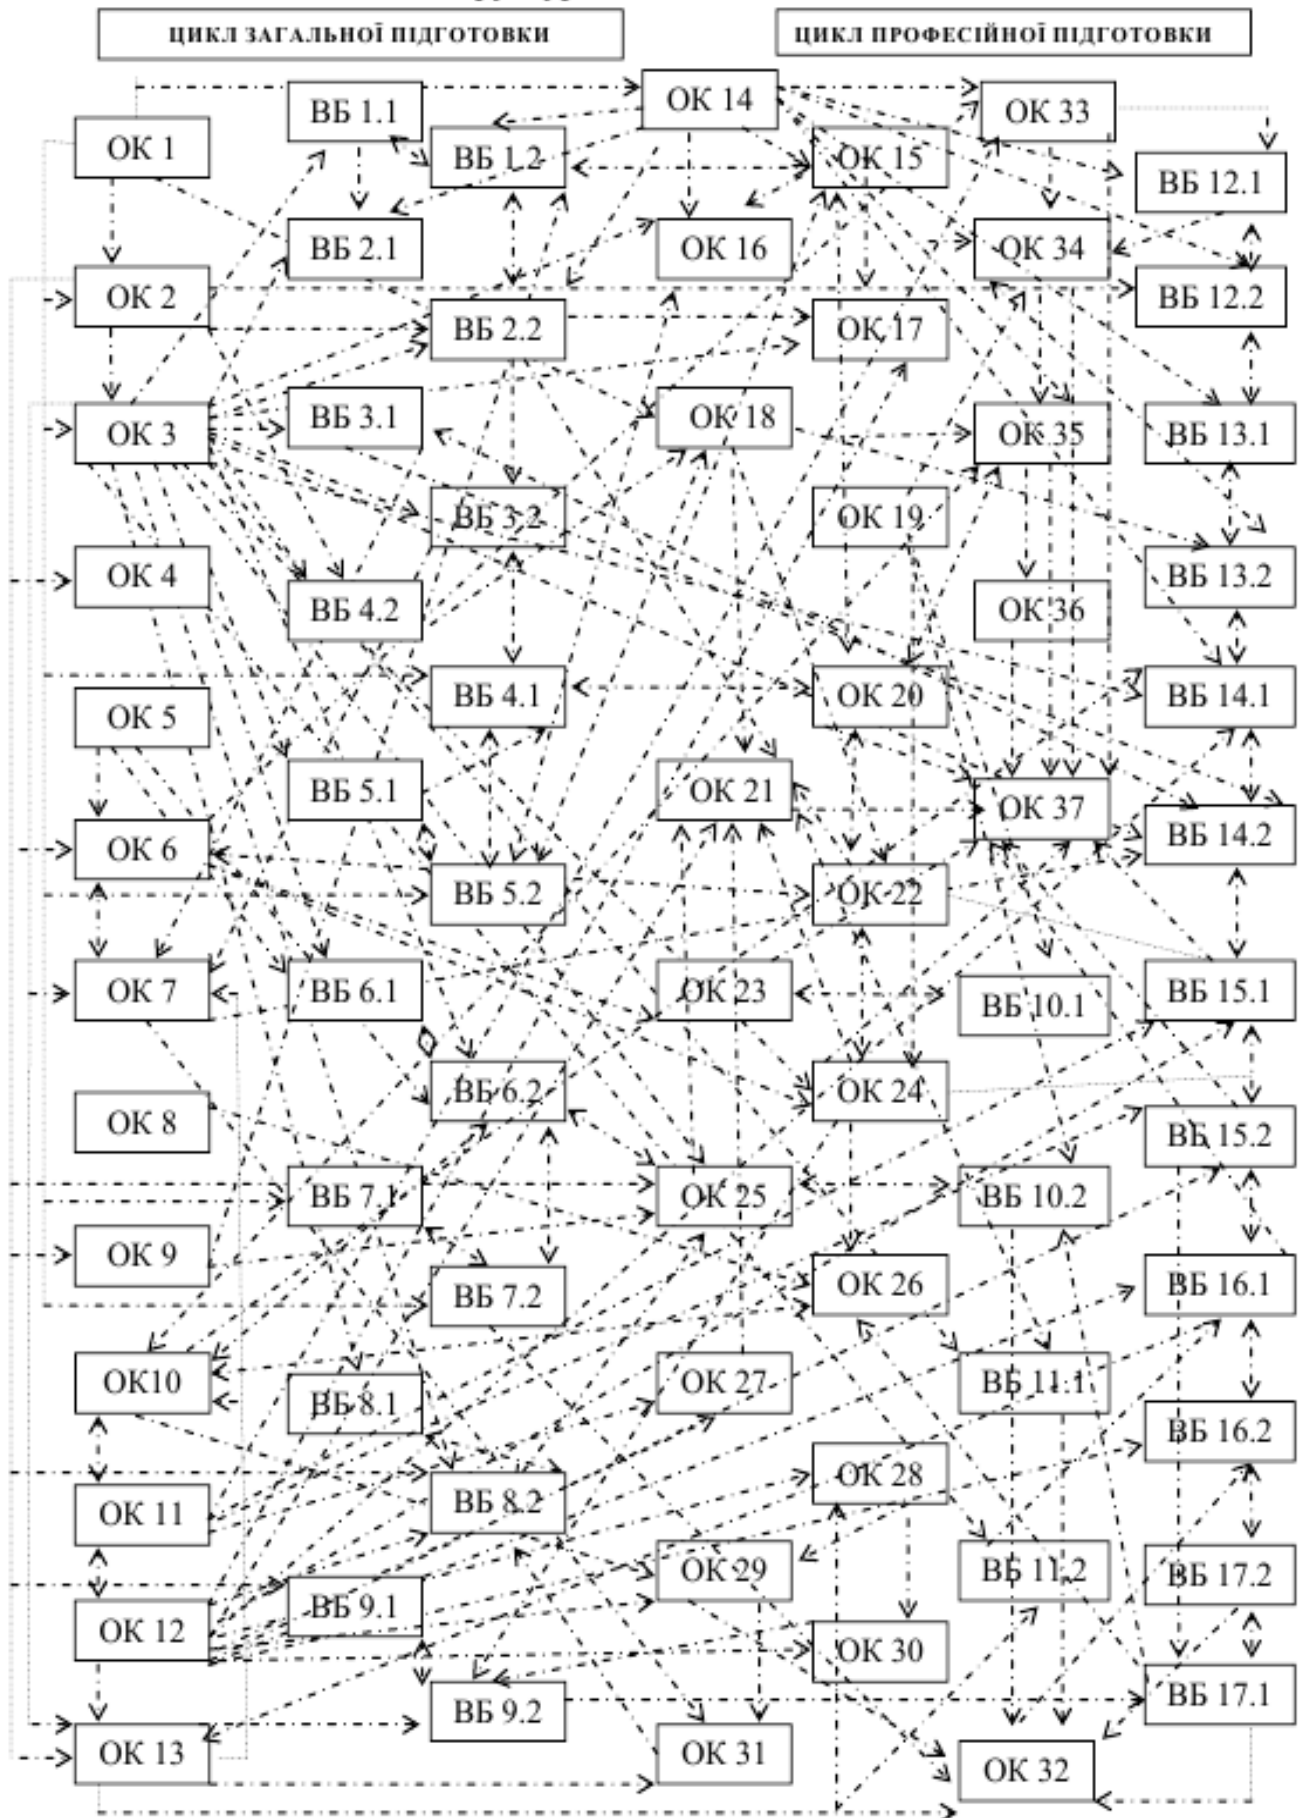 ЦИКЛ ЗАГАЛЬНОЇ ПІДГОТОВКИ
ЦИКЛ ПРОФЕСІЙНОЇ ПІДГОТОВКИ
ОК 1
ОК 2
ОК 3
ОК 4
ОК 5
ОК 6
ОК 7
ОК 8
ОК 9
ОК10
ОК 11
ОК 12
ОК 13
ВБ 1.1
ВБ 2.1
ВБ 3.1
ВБ 4.2
ВБ 5.1
ВБ 6.1
ВБ 7.1
ВБ 8.1
ВБ 9.1
ВБ 1.2
ВБ 2.2
ВБ 3.2
ВБ 4.1
ВБ 5.2
ВБ 6.2
ВБ 7.2
ВБ 8.2
ВБ 9.2
ОК 14
ОК 16
ОК 18
ОК 21
ОК 23
ОК 25
ОК 27
ОК 29
ОК 31
ОК 15
ОК 17
ОК 19
ОК 20
ОК 22
ОК 24
ОК 26
ОК 28
ОК 30
ОК 33
ОК 34
ОК 35
ОК 36
ОК 37
ВБ 10.1
ВБ 10.2
ВБ 11.1
ВБ 11.2
ОК 32
ВБ 12.1
ВБ 12.2
ВБ 13.1
ВБ 13.2
ВБ 14.1
ВБ 14.2
ВБ 15.1
ВБ 15.2
ВБ 16.1
ВБ 16.2
ВБ 17.2
ВБ 17.1